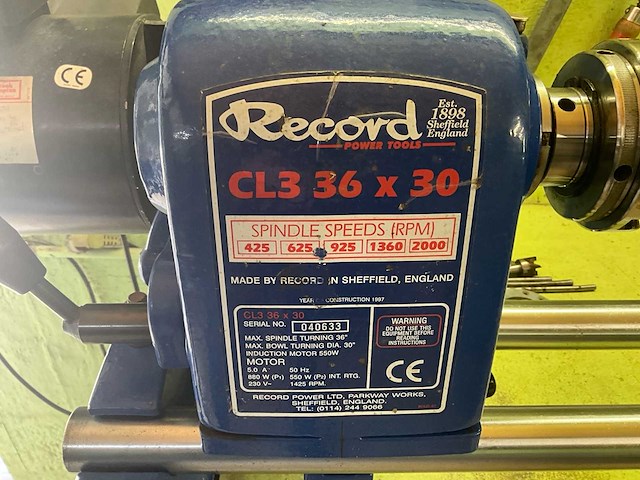 Record
POWER TOOLS
Est.
1898
Sheffield
England
CL3 36 x 30
SPINDLE SPEEDS (RPM)
425 625 925 1360 2000
MADE BY RECORD IN SHEFFIELD, ENGLAND
YEAR OF CONSTRUCTION 1997
CL3 36 x 30
SERIAL NO. 040633
MAX. SPINDLE TURNING 36"
MAX. BOWL TURNING DIA. 30"
INDUCTION MOTOR 550W
MOTOR
5.0 A 50 Hz
880 W (P1) 550 W (P2) INT. RTG.
230 V~ 1425 RPM.
WARNING
DO NOT USE THIS
EQUIPMENT BEFORE
READING
INSTRUCTIONS
CE
RECORD POWER LTD, PARKWAY WORKS,
SHEFFIELD, ENGLAND.
TEL: (0114) 244 9066
CE